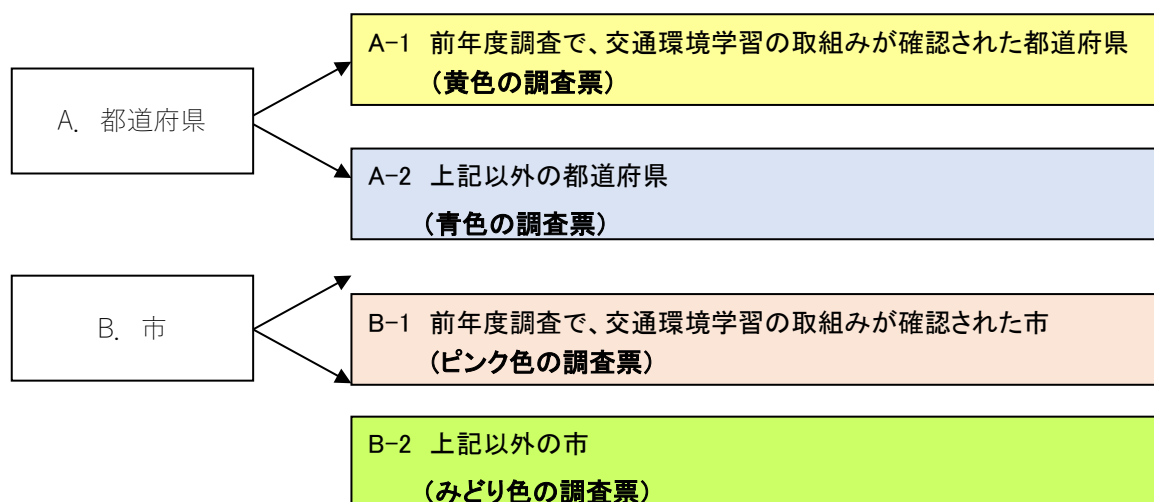 A-1 前年度調査で、交通環境学習の取組みが確認された都道府県
（黄色の調査票）
A. 都道府県
A-2 上記以外の都道府県
（青色の調査票）
B-1 前年度調査で、交通環境学習の取組みが確認された市
（ピンク色の調査票）
B. 市
B-2 上記以外の市
（みどり色の調査票）